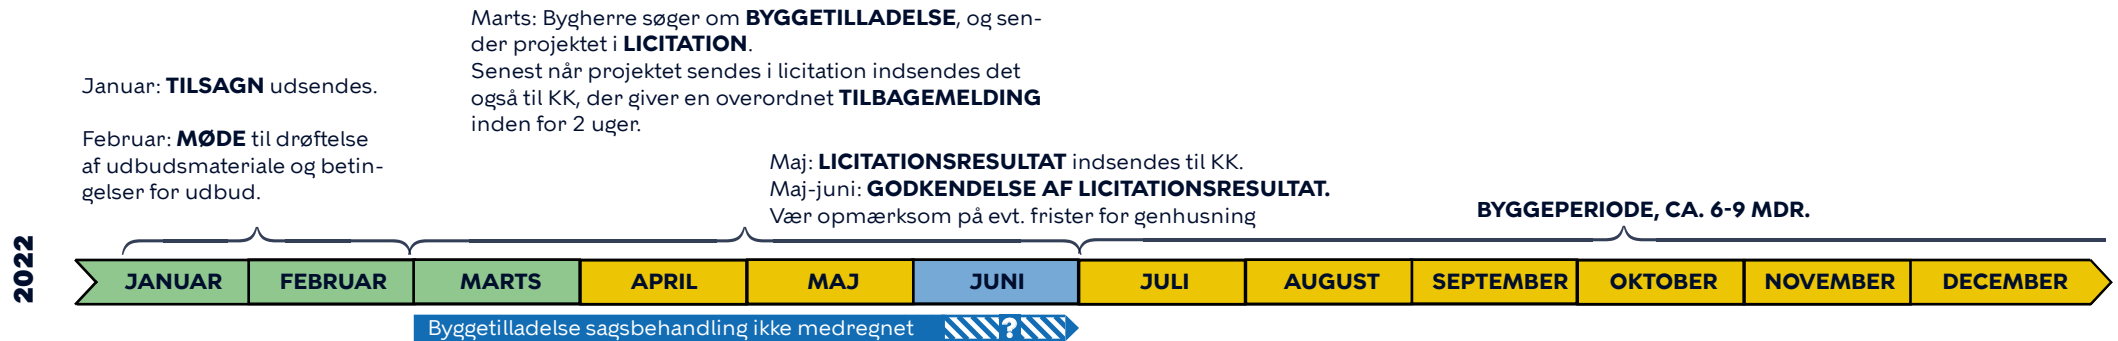 Marts: Bygherre søger om BYGGETILLADELSE, og sen-
der projektet i LICITATION.
Senest når projektet sendes i licitation indsendes det
også til KK, der giver en overordnet TILBAGEMELDING
inden for 2 uger.
Januar: TILSAGN udsendes.
Februar: MØDE til drøftelse
af udbudsmateriale og betin-
gelser for udbud.
Maj: LICITATIONSRESULTAT indsendes til KK.
Maj-juni: GODKENDELSE AF LICITATIONSRESULTAT.
Vær opmærksom på evt. frister for genhusning
BYGGEPERIODE, CA. 6-9 MDR.
2022
JANUAR FEBRUAR MARTS APRIL MAJ JUNI JULI AUGUST SEPTEMBER OKTOBER NOVEMBER DECEMBER
Byggetilladelse sagsbehandling ikke medregnet ?